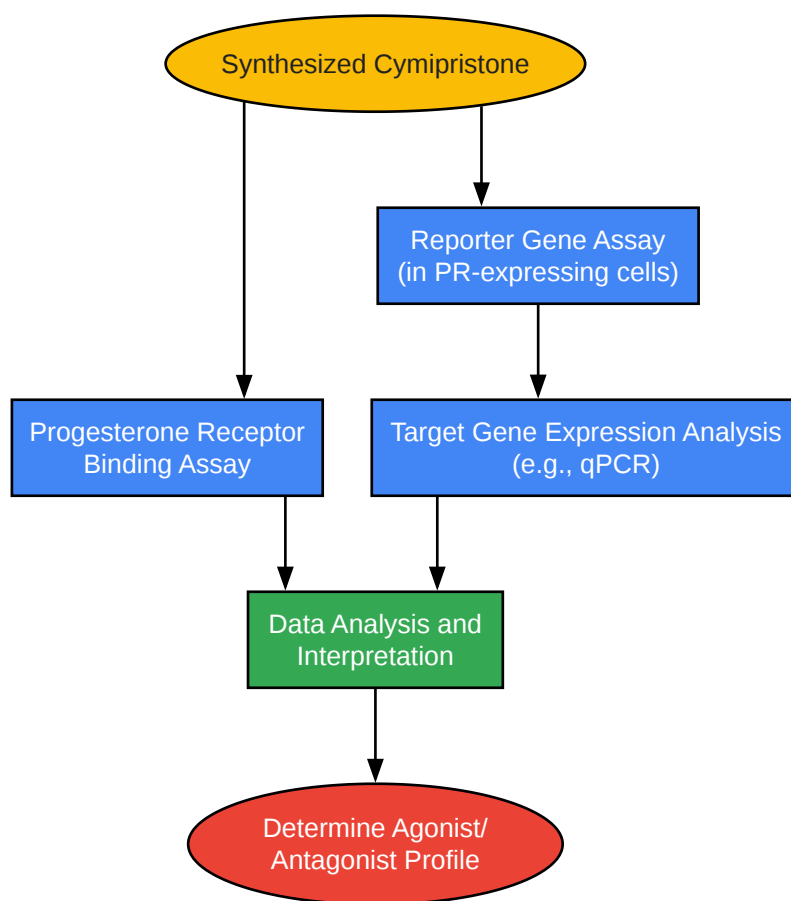 Synthesized Cymipristone
Reporter Gene Assay
(in PR-expressing cells)
Progesterone Receptor
Binding Assay
Target Gene Expression Analysis
(e.g., qPCR)
Data Analysis and
Interpretation
Determine Agonist/
Antagonist Profile